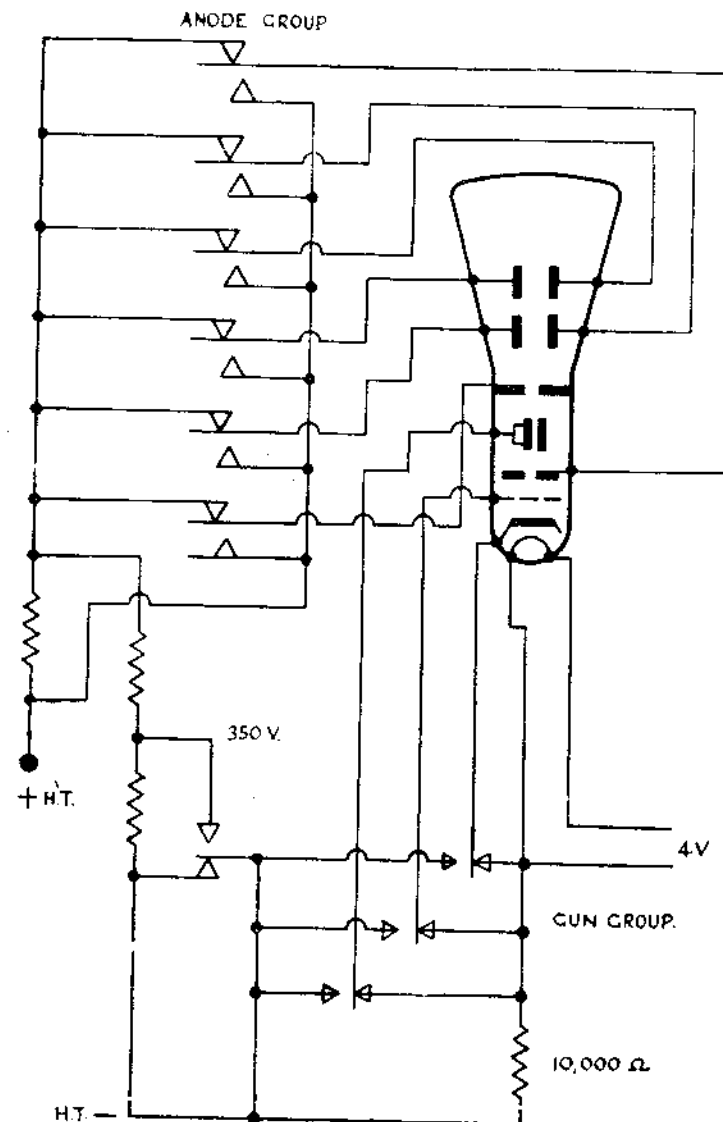 ANODE GROUP
350 V.
+ H.T.
4V
GUN GROUP.
10,000 Ω
H.T. —